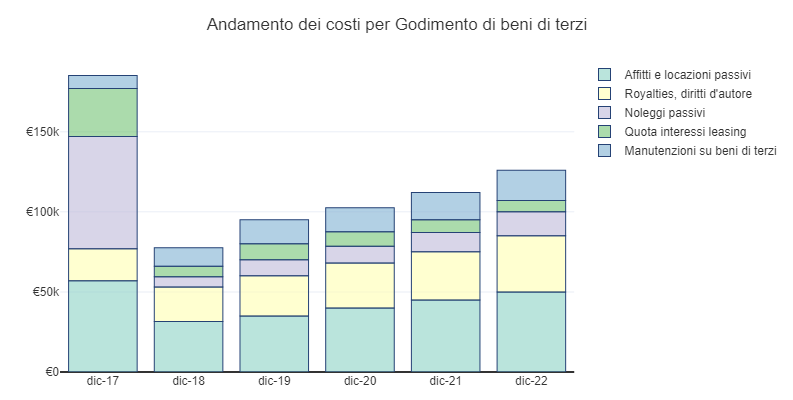 Andamento dei costi per Godimento di beni di terzi
Affitti e locazioni passivi
Royalties, diritti d'autore
Noleggi passivi
Quota interessi leasing
Manutenzioni su beni di terzi
€150k
€100k
€50k
€0
dic-17 dic-18 dic-19 dic-20 dic-21 dic-22